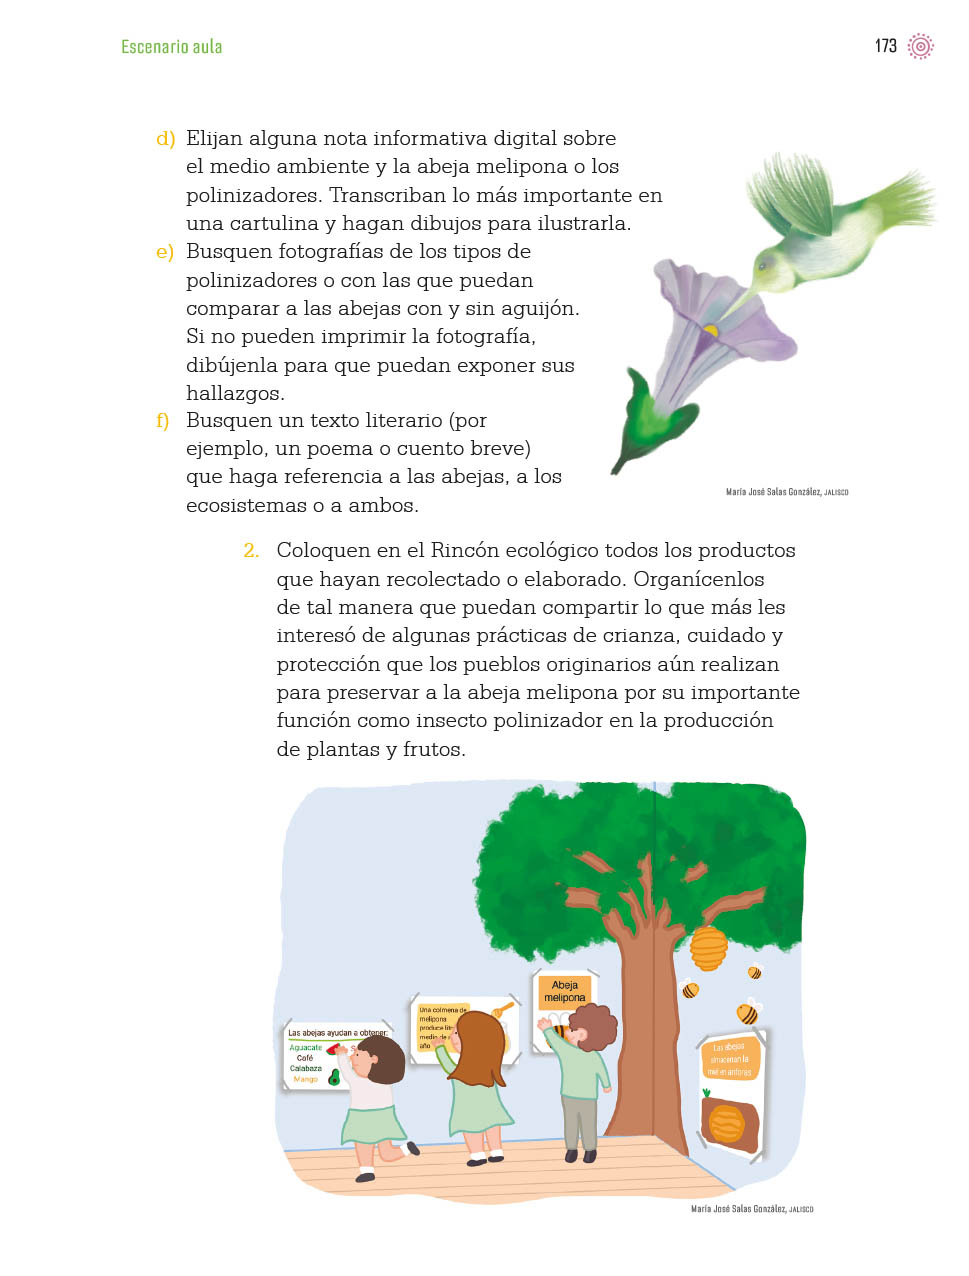 Escenario aula
173
d) Elijan alguna nota informativa digital sobre
el medio ambiente y la abeja melipona o los
polinizadores. Transcriban lo más importante en
una cartulina y hagan dibujos para ilustrarla.
e) Busquen fotografías de los tipos de
polinizadores o con las que puedan
comparar a las abejas con y sin aguijón.
Si no pueden imprimir la fotografía,
dibújenla para que puedan exponer sus
hallazgos.
f) Busquen un texto literario (por
ejemplo, un poema o cuento breve)
que haga referencia a las abejas, a los
ecosistemas o a ambos.
María José Salas González, JALISCO
2. Coloquen en el Rincón ecológico todos los productos
que hayan recolectado o elaborado. Organícenlos
de tal manera que puedan compartir lo que más les
interesó de algunas prácticas de crianza, cuidado y
protección que los pueblos originarios aún realizan
para preservar a la abeja melipona por su importante
función como insecto polinizador en la producción
de plantas y frutos.
Las abejas ayudan a obtener:
Aguacate
Café
Calabaza
Mango
Una colmena de
melipona
produce
medio de
año
Abeja
melipona
Las abejas
almacenan la
miel en ánforas
María José Salas González, JALISCO